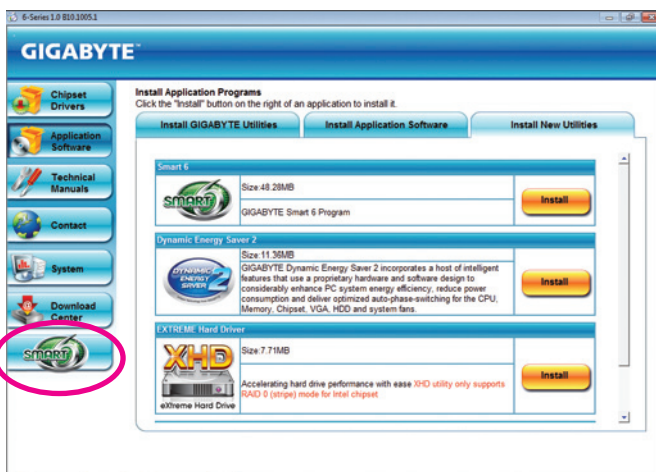 6-Series 1.0 B10.1005.1
GIGABYTE™
Chipset
Drivers
Application
Software
Technical
Manuals
Contact
System
Download
Center
SMART6
Install Application Programs
Click the "Install" button on the right of an application to install it.
Install GIGABYTE Utilities
Install Application Software
Install New Utilities
Smart 6
SMART6
Size:48.28MB
GIGABYTE Smart 6 Program
Install
Dynamic Energy Saver 2
DYNAMIC
ENERGY
SAVER 2
Size:11.36MB
GIGABYTE Dynamic Energy Saver 2 incorporates a host of intelligent
features that use a proprietary hardware and software design to
considerably enhance PC system energy efficiency, reduce power
consumption and deliver optimized auto-phase-switching for the CPU,
Memory, Chipset, VGA, HDD and system fans.
Install
EXTREME Hard Driver
XHD
eXtreme Hard Drive
Size:7.71MB
Accelerating hard drive performance with ease XHD utility only supports
RAID 0 (stripe) mode for Intel chipset
Install